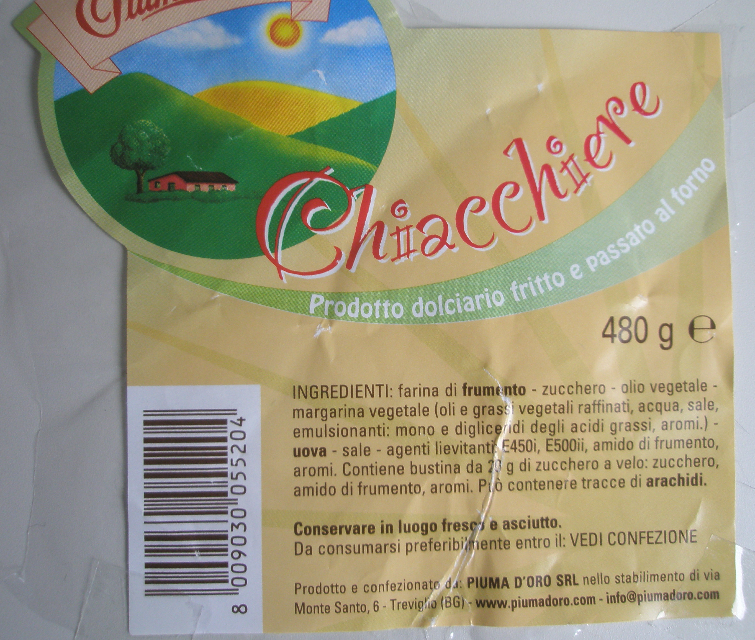 Chiacchiere
Prodotto dolciario fritto e passato al forno
480 g e
INGREDIENTI: farina di frumento - zucchero - olio vegetale -
margarina vegetale (oli e grassi vegetali raffinati, acqua, sale,
emulsionanti: mono e digliceridi degli acidi grassi, aromi.) -
uova - sale - agenti lievitanti E450i, E500ii, amido di frumento,
aromi. Contiene bustina da g di zucchero a velo: zucchero,
amido di frumento, aromi. Può contenere tracce di arachidi.
Conservare in luogo fresco e asciutto.
Da consumarsi preferibilmente entro il: VEDI CONFEZIONE
Prodotto e confezionato da: PIUMA D'ORO SRL nello stabilimento di via
Monte Santo, 6 - Treviglio (BG) - www.piumadoro.com - info@piumadoro.com
8 009030 055204